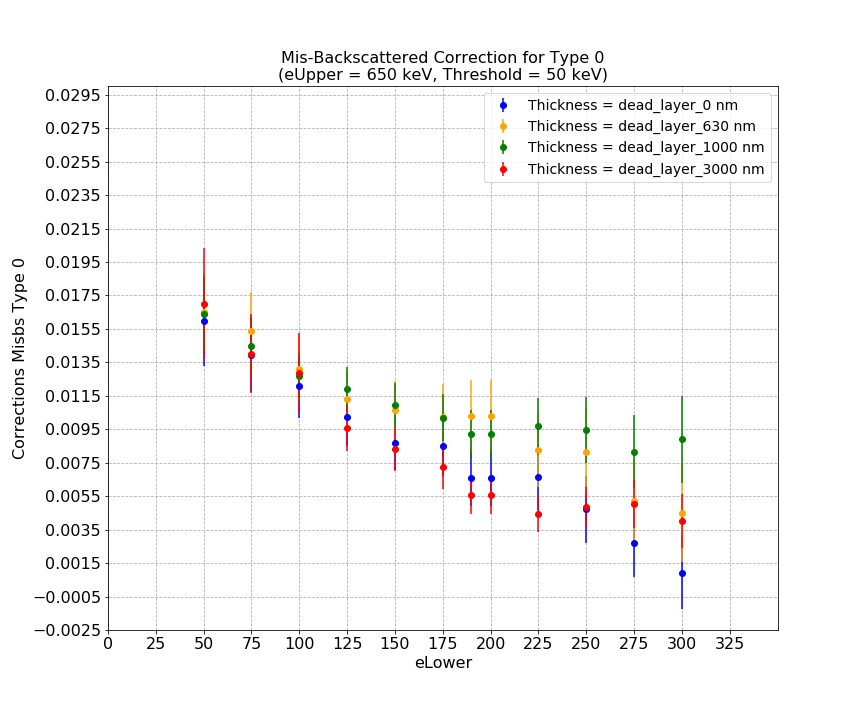 Mis-Backscattered Correction for Type 0
(eUpper = 650 keV, Threshold = 50 keV)
Thickness = dead_layer_0 nm
Thickness = dead_layer_630 nm
Thickness = dead_layer_1000 nm
Thickness = dead_layer_3000 nm
Corrections Misbs Type 0
0.0295
0.0275
0.0255
0.0235
0.0215
0.0195
0.0175
0.0155
0.0135
0.0115
0.0095
0.0075
0.0055
0.0035
0.0015
−0.0005
−0.0025
0 25 50 75 100 125 150 175 200 225 250 275 300 325
eLower